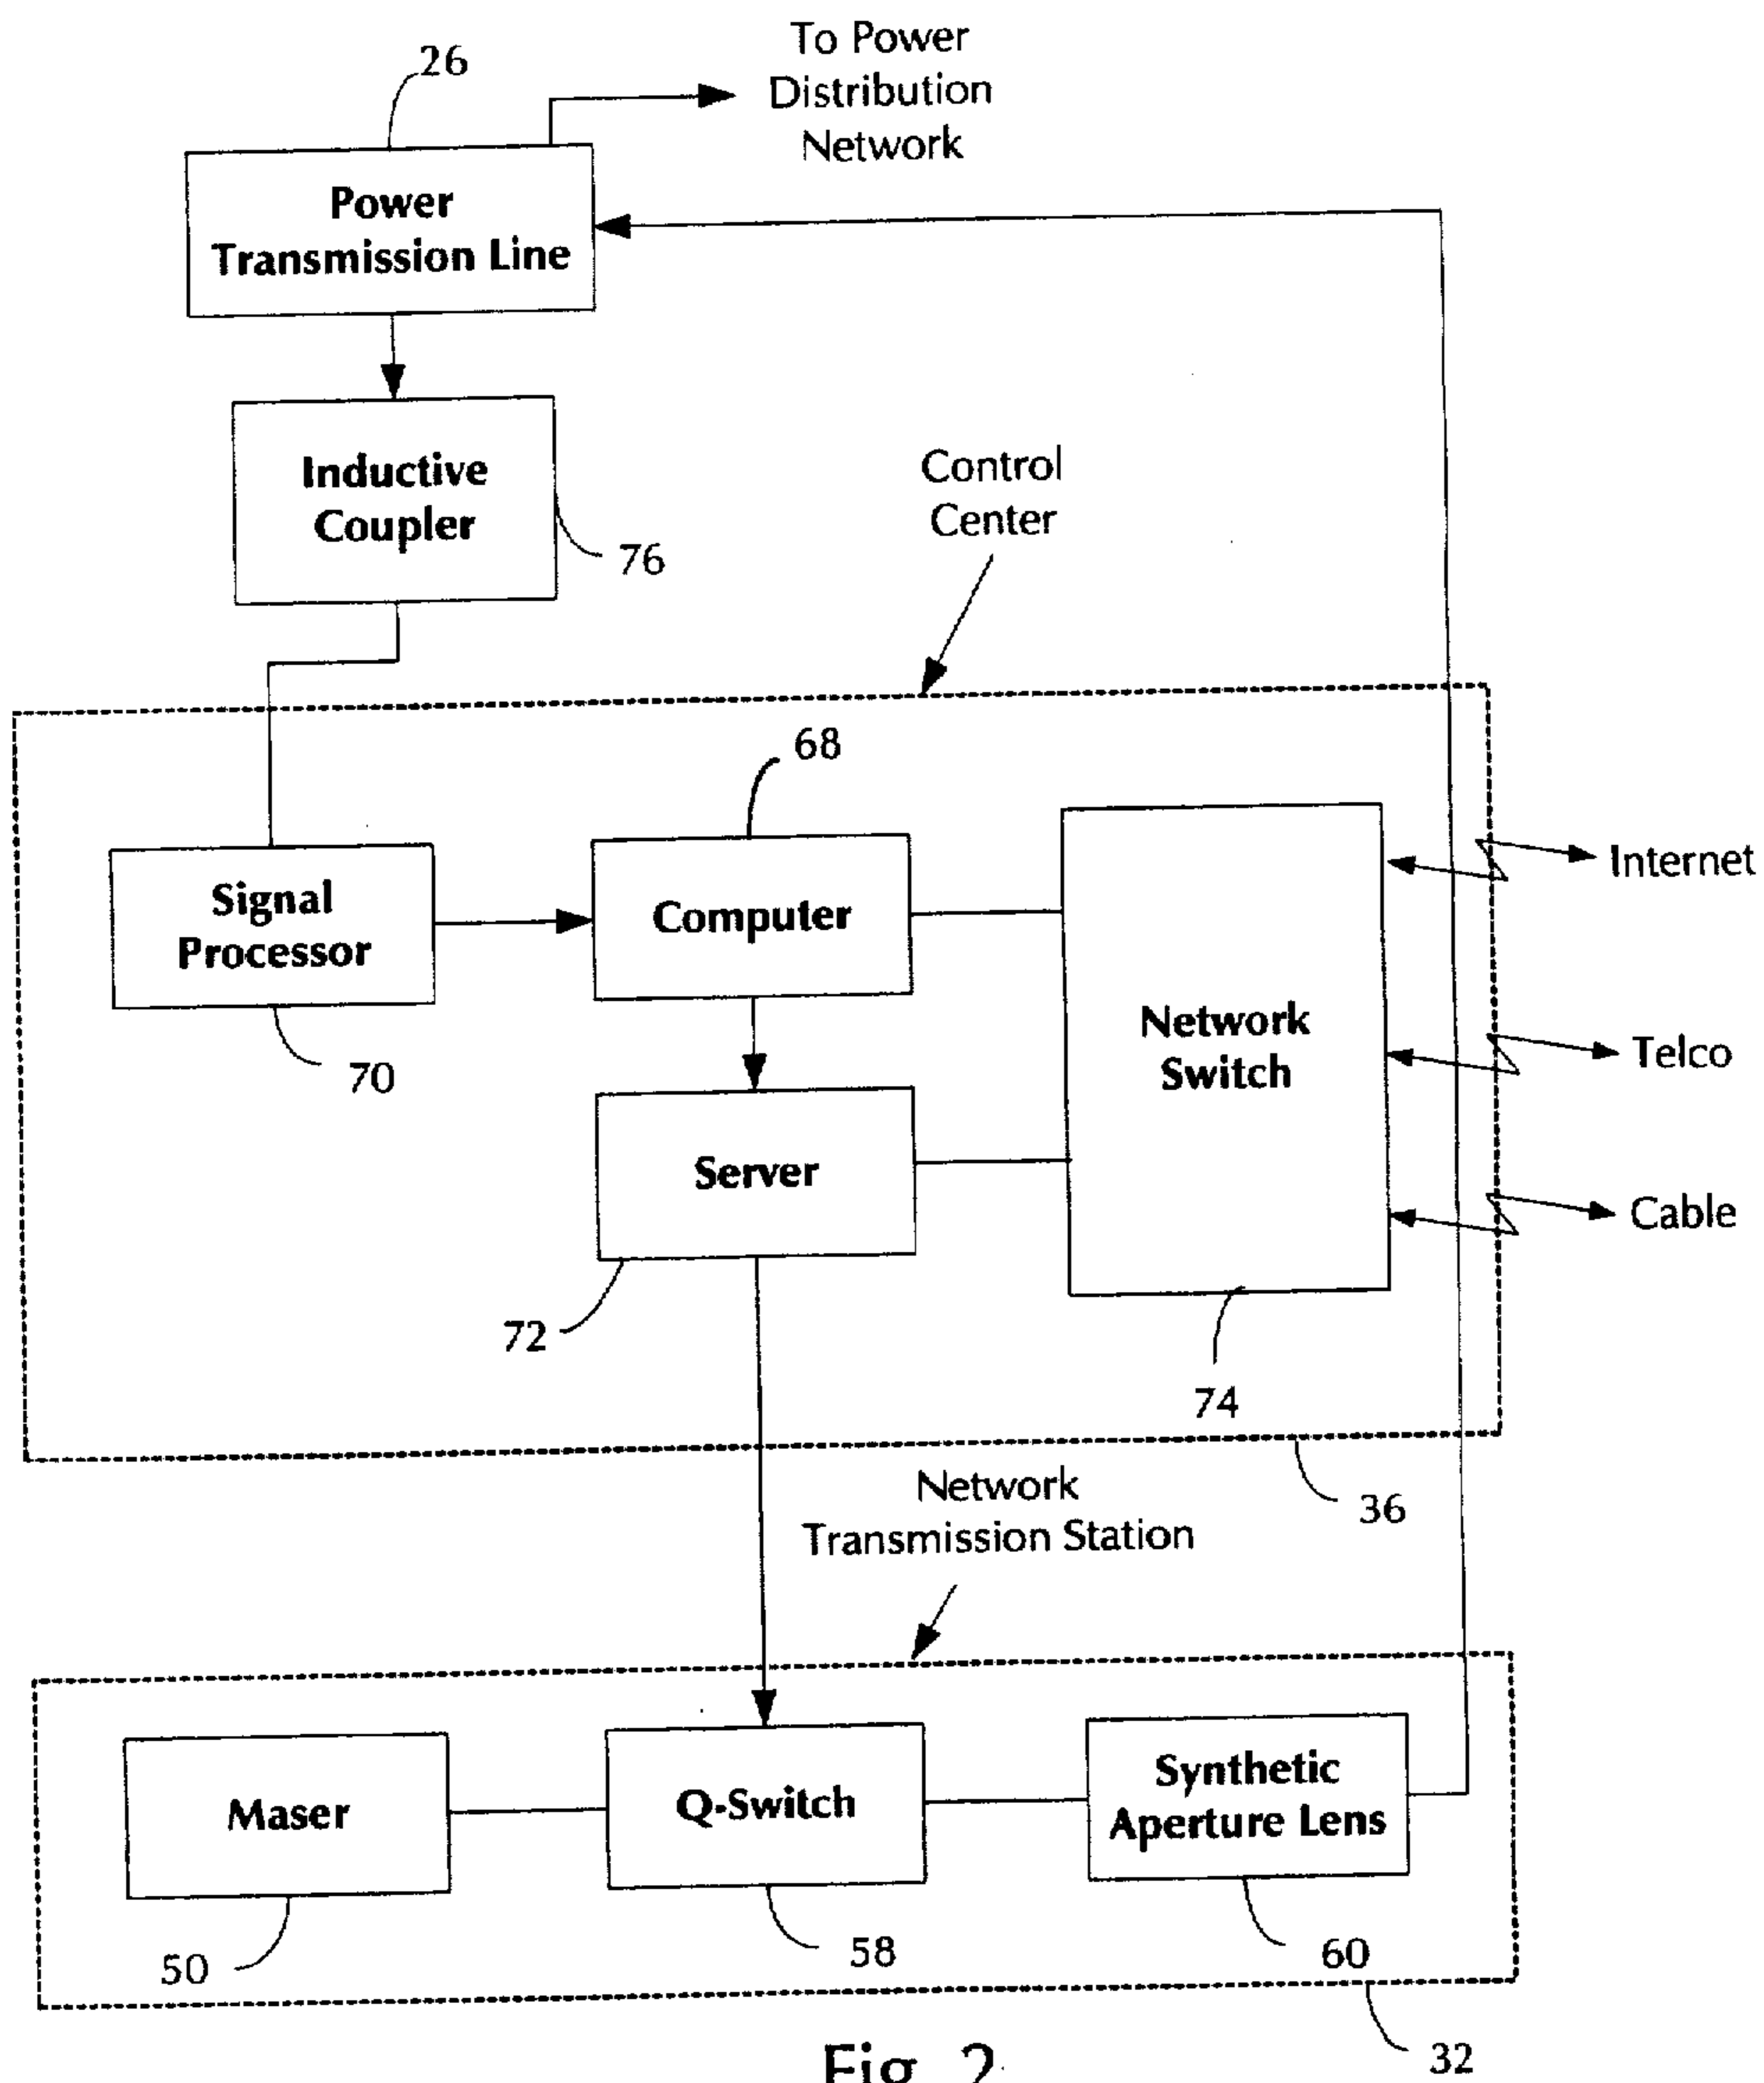 26
To Power
Distribution
Network
Power
Transmission Line
Inductive
Coupler
76
Control
Center
68
Signal
Processor
70
Computer
Server
72
Network
Switch
74
Internet
Telco
Cable
36
Network
Transmission Station
Maser
50
Q-Switch
58
Synthetic
Aperture Lens
60
32
Fig. 2